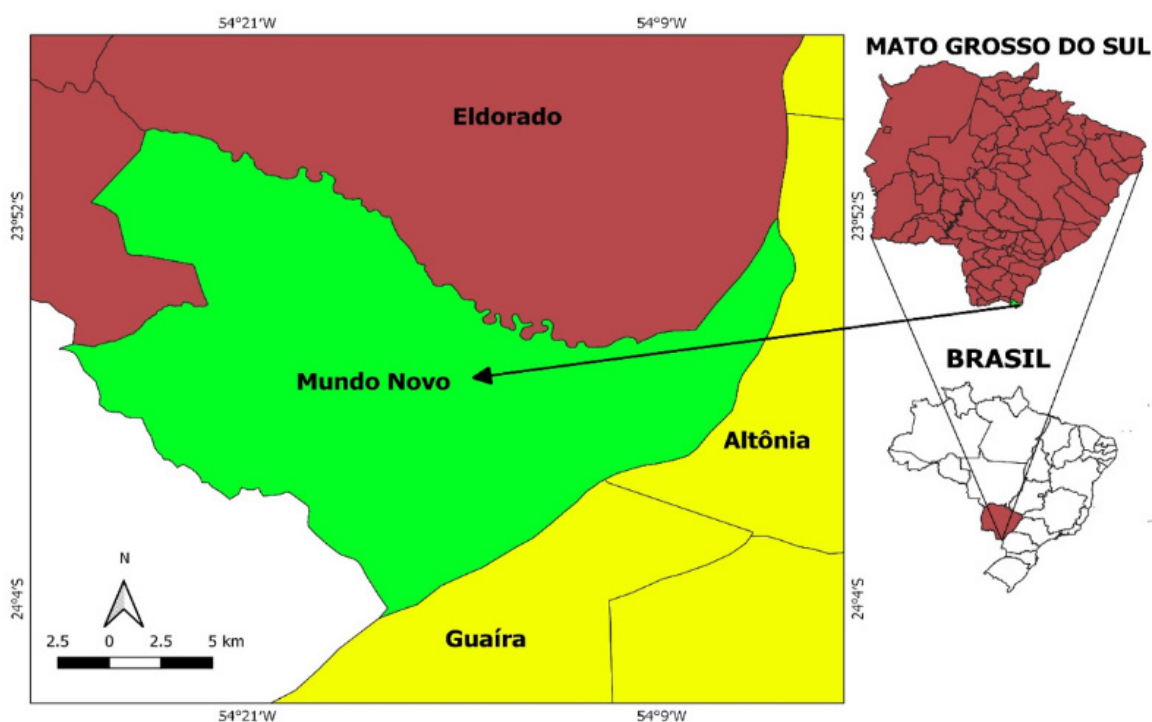 54°21'W
54°9'W
MATO GROSSO DO SUL
Eldorado
23°52'S
23°52'S
Mundo Novo
BRASIL
Altônia
N
24°4'S
24°4'S
2.5 0 2.5 5 km
Guaíra
54°21'W
54°9'W